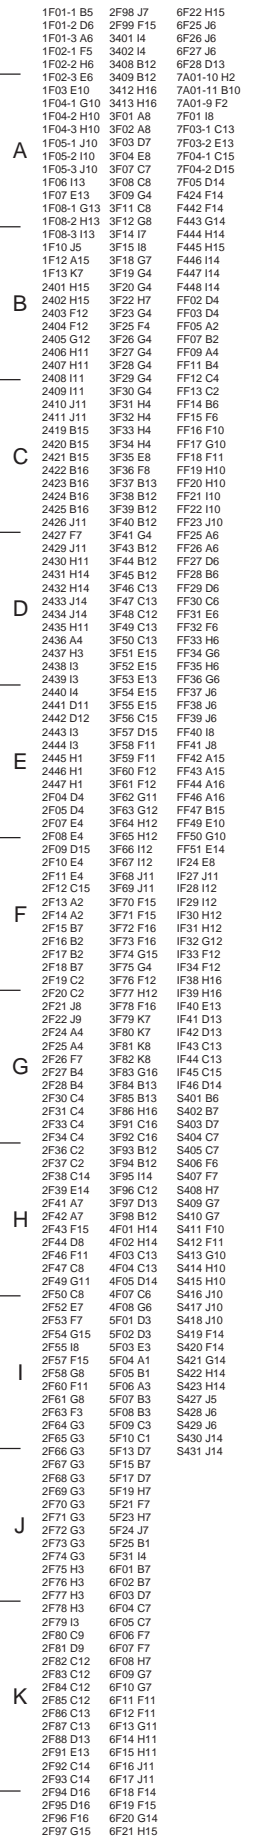 1F01-1 B5 2F98 J7 6F22 H15
1F01-2 D6 2F99 F15 6F25 J6
1F01-3 A6 3401 I4 6F26 J6
1F02-1 F5 3402 I4 6F27 J6
1F02-2 H6 3408 B12 6F28 D13
1F02-3 E6 3409 B12 7A01-10 H2
1F03 E10 3412 H16 7A01-11 B10
1F04-1 G10 3413 H16 7A01-9 F2
1F04-2 H10 3F01 A8 7F01 I8
1F04-3 H10 3F02 A8 7F03-1 C13
1F05-1 J10 3F03 D7 7F03-2 E13
A
1F05-2 I10 3F04 E8 7F04-1 C15
1F05-3 J10 3F07 C7 7F04-2 D15
1F06 I13 3F08 C8 7F05 D14
1F07 E13 3F09 G4 F424 F14
1F08-1 G13 3F11 C8 F442 F14
1F08-2 H13 3F12 G8 F443 G14
1F08-3 I13 3F14 I7 F444 H14
1F10 J5 3F15 I8 F445 H15
1F12 A15 3F18 G7 F446 I14
1F13 K7 3F19 G4 F447 I14
2401 H15 3F20 G4 F448 I14
B
2402 H15 3F22 H7 FF02 D4
2403 F12 3F23 G4 FF03 D4
2404 F12 3F25 F4 FF05 A2
2405 G12 3F26 G4 FF07 B2
2406 H11 3F27 G4 FF09 A4
2407 H11 3F28 G4 FF11 B4
2408 I11 3F29 G4 FF12 C4
2409 I11 3F30 G4 FF13 C2
2410 J11 3F31 H4 FF14 B6
2411 J11 3F32 H4 FF15 F6
2419 B15 3F33 H4 FF16 F10
2420 B15 3F34 H4 FF17 G10
C
2421 B15 3F35 E8 FF18 F11
2422 B16 3F36 F8 FF19 H10
2423 B16 3F37 B13 FF20 H10
2424 B16 3F38 B12 FF21 I10
2425 B16 3F39 B12 FF22 I10
2426 J11 3F40 B12 FF23 J10
2427 F7 3F41 G4 FF25 A6
2429 J11 3F43 B12 FF26 A6
2430 H11 3F44 B12 FF27 D6
2431 H14 3F45 B12 FF28 B6
2432 H14 3F46 C13 FF29 D6
2433 J14 3F47 C13 FF30 C6
D
2434 J14 3F48 C12 FF31 E6
2435 H11 3F49 C13 FF32 F6
2436 A4 3F50 C13 FF33 H6
2437 H3 3F51 E15 FF34 G6
2438 I3 3F52 E15 FF35 H6
2439 I3 3F53 E13 FF36 G6
2440 I4 3F54 E15 FF37 J6
2441 D11 3F55 E15 FF38 J6
2442 D12 3F56 C15 FF39 J6
2443 I3 3F57 D15 FF40 I8
2444 I3 3F58 F11 FF41 J8
E
2445 H1 3F59 F11 FF42 A15
2446 H1 3F60 F12 FF43 A15
2447 H1 3F61 F12 FF44 A16
2F04 D4 3F62 G11 FF46 A16
2F05 D4 3F63 G12 FF47 B15
2F07 E4 3F64 H12 FF49 E10
2F08 E4 3F65 H12 FF50 G10
2F09 D15 3F66 I12 FF51 E14
2F10 E4 3F67 I12 IF24 E8
2F11 E4 3F68 J11 IF27 J11
2F12 C15 3F69 J11 IF28 I12
F
2F13 A2 3F70 F15 IF29 I12
2F14 A2 3F71 F15 IF30 H12
2F15 B7 3F72 F16 IF31 H12
2F16 B2 3F73 F16 IF32 G12
2F17 B2 3F74 G15 IF33 F12
2F18 B7 3F75 G4 IF34 F12
2F19 C2 3F76 F12 IF38 H16
2F20 C2 3F77 H12 IF39 H16
2F21 J8 3F78 F16 IF40 E13
2F22 J9 3F79 K7 IF41 D13
2F24 A4 3F80 K7 IF42 D13
2F25 A4 3F81 K8 IF43 C13
G
2F26 F7 3F82 K8 IF44 C13
2F27 B4 3F83 G16 IF45 C15
2F28 B4 3F84 B13 IF46 D14
2F30 C4 3F85 B13 S401 B6
2F31 C4 3F86 H16 S402 B7
2F33 C4 3F91 C16 S403 D7
2F34 C4 3F92 C16 S404 C7
2F36 C2 3F93 B12 S405 C7
2F37 C2 3F94 B12 S406 F6
2F38 C14 3F95 I14 S407 F7
2F39 E14 3F96 C12 S408 H7
2F41 A7 3F97 D13 S409 G7
H
2F42 A7 3F98 B12 S410 G7
2F43 F15 4F01 H14 S411 F10
2F44 D8 4F02 H14 S412 F11
2F46 F11 4F03 C13 S413 G10
2F47 C8 4F04 C13 S414 H10
2F49 G11 4F05 D14 S415 H10
2F50 C8 4F07 C6 S416 J10
2F52 E7 4F08 G6 S417 J10
2F53 F7 5F01 D3 S418 J10
2F54 G15 5F02 D3 S419 F14
2F55 I8 5F03 E3 S420 F14
I
2F57 F15 5F04 A1 S421 G14
2F58 G8 5F05 B1 S422 H14
2F60 F11 5F06 A3 S423 H14
2F61 G8 5F07 B3 S427 J5
2F63 F3 5F08 B3 S428 J6
2F64 G3 5F09 C3 S429 J6
2F65 G3 5F10 C1 S430 J14
2F66 G3 5F13 D7 S431 J14
2F67 G3 5F15 B7
2F68 G3 5F17 D7
2F69 G3 5F19 H7
2F70 G3 5F21 F7
J
2F71 G3 5F23 H7
2F72 G3 5F24 J7
2F73 G3 5F25 B1
2F74 G3 5F31 I4
2F75 H3 6F01 B7
2F76 H3 6F02 B7
2F77 H3 6F03 D7
2F78 H3 6F04 C7
2F79 I3 6F05 C7
2F80 C9 6F06 F7
2F81 D9 6F07 F7
2F82 C12 6F08 H7
2F83 C12 6F09 G7
K
2F84 C12 6F10 G7
2F85 C12 6F11 F11
2F86 C13 6F12 F11
2F87 C13 6F13 G11
2F88 D13 6F14 H11
2F91 E13 6F15 H11
2F92 C14 6F16 J11
2F93 C14 6F17 J11
2F94 D16 6F18 F14
2F95 D16 6F19 F15
2F96 F16 6F20 G14
2F97 G15 6F21 H15